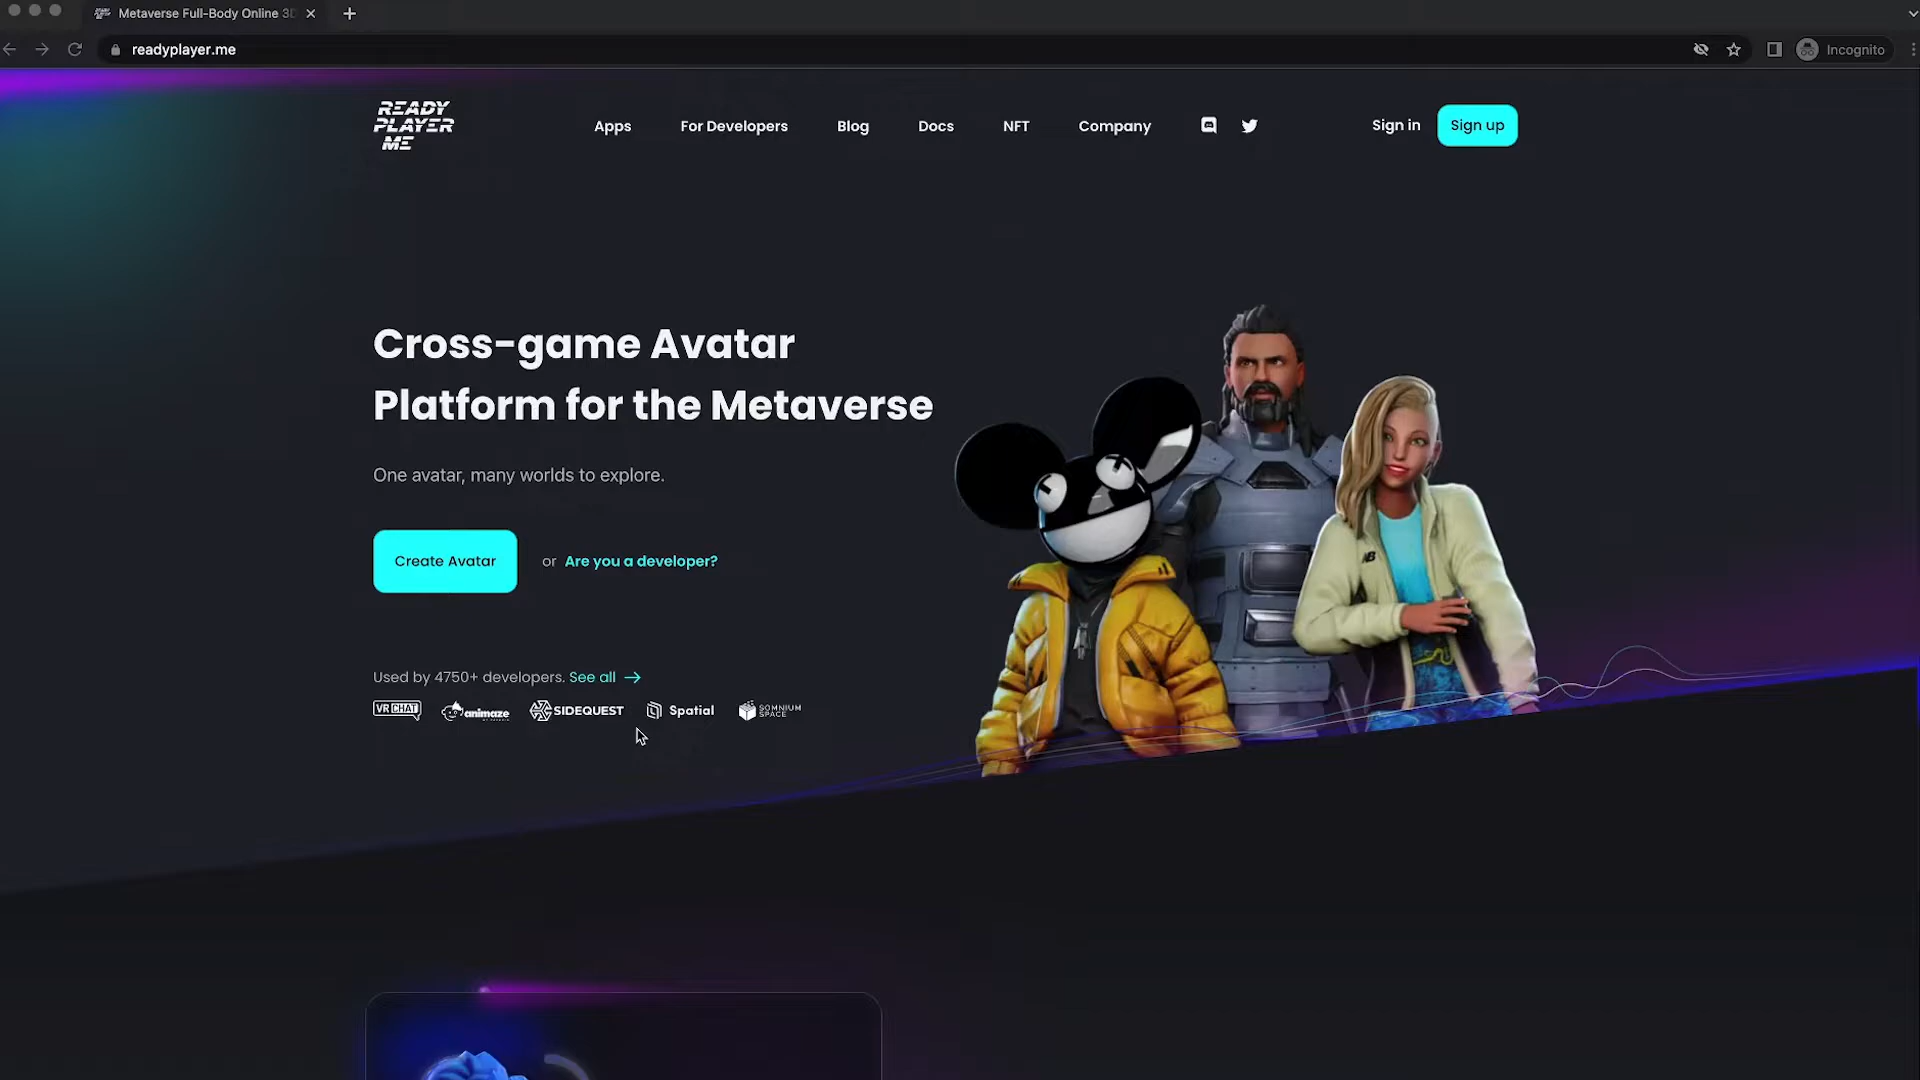 Metaverse Full-Body Online 3D
readyplayer.me
Incognito
READY
PLAYER
ME
Apps
For Developers
Blog
Docs
NFT
Company
Sign in
Sign up
Cross-game Avatar
Platform for the Metaverse
One avatar, many worlds to explore.
Create Avatar
or Are you a developer?
Used by 4750+ developers. See all →
VRCHAT
animaze
SIDEQUEST
Spatial
SOMNIUM
SPACE